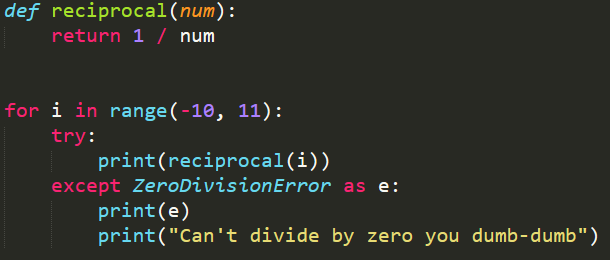 def reciprocal(num):
    return 1 / num
for i in range(-10, 11):
    try:
        print(reciprocal(i))
    except ZeroDivisionError as e:
        print(e)
        print("Can't divide by zero you dumb-dumb")